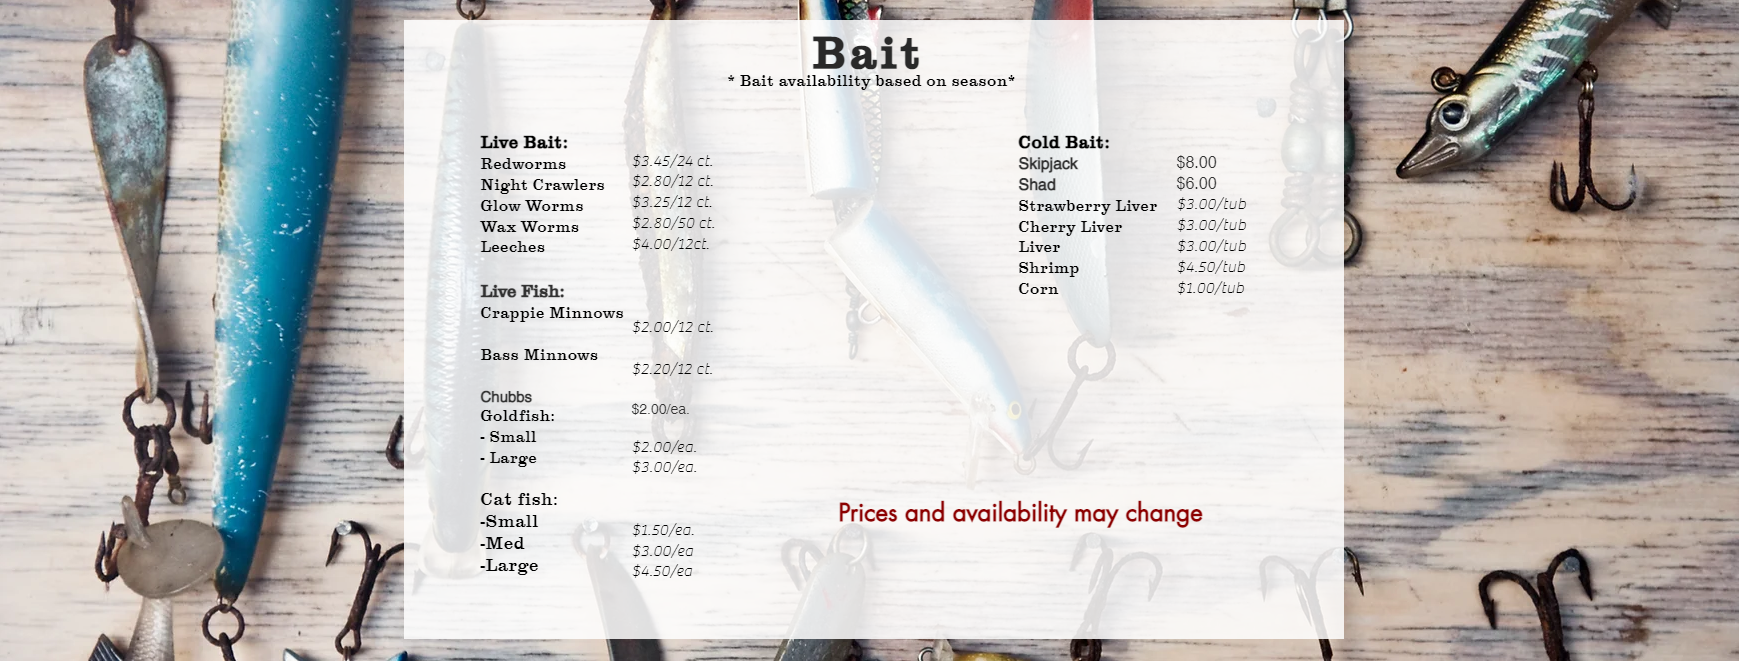 Bait
* Bait availability based on season*
Live Bait:
Redworms $3.45/24 ct.
Night Crawlers $2.80/12 ct.
Glow Worms $3.25/12 ct.
Wax Worms $2.80/50 ct.
Leeches $4.00/12ct.
Live Fish:
Crappie Minnows
$2.00/12 ct.
Bass Minnows
$2.20/12 ct.
Chubbs
$2.00/ea.
Goldfish:
- Small $2.00/ea.
- Large $3.00/ea.
Cat fish:
-Small $1.50/ea.
-Med $3.00/ea
-Large $4.50/ea
Cold Bait:
Skipjack $8.00
Shad $6.00
Strawberry Liver $3.00/tub
Cherry Liver $3.00/tub
Liver $3.00/tub
Shrimp $4.50/tub
Corn $1.00/tub
Prices and availability may change